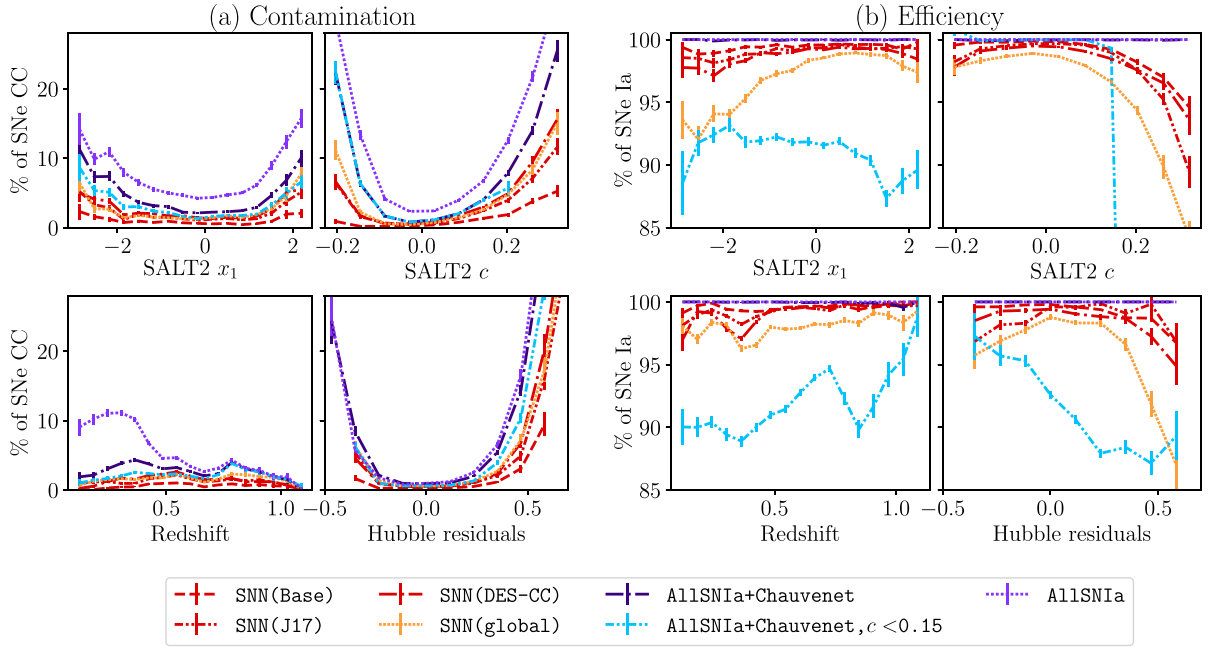 (a) Contamination
(b) Efficiency
% of SNe CC
20
10
0
−2
0
2
SALT2 x1
−0.2
0.0
0.2
SALT2 c
% of SNe Ia
100
95
90
85
−2
0
2
SALT2 x1
−0.2
0.0
0.2
SALT2 c
% of SNe CC
20
10
0
0.5
1.0
Redshift
−0.5
0.0
0.5
Hubble residuals
% of SNe Ia
100
95
90
85
0.5
1.0
Redshift
−0.5
0.0
0.5
Hubble residuals
SNN(Base)
SNN(DES-CC)
AllSNIa+Chauvenet
AllSNIa
SNN(J17)
SNN(global)
AllSNIa+Chauvenet, c <0.15